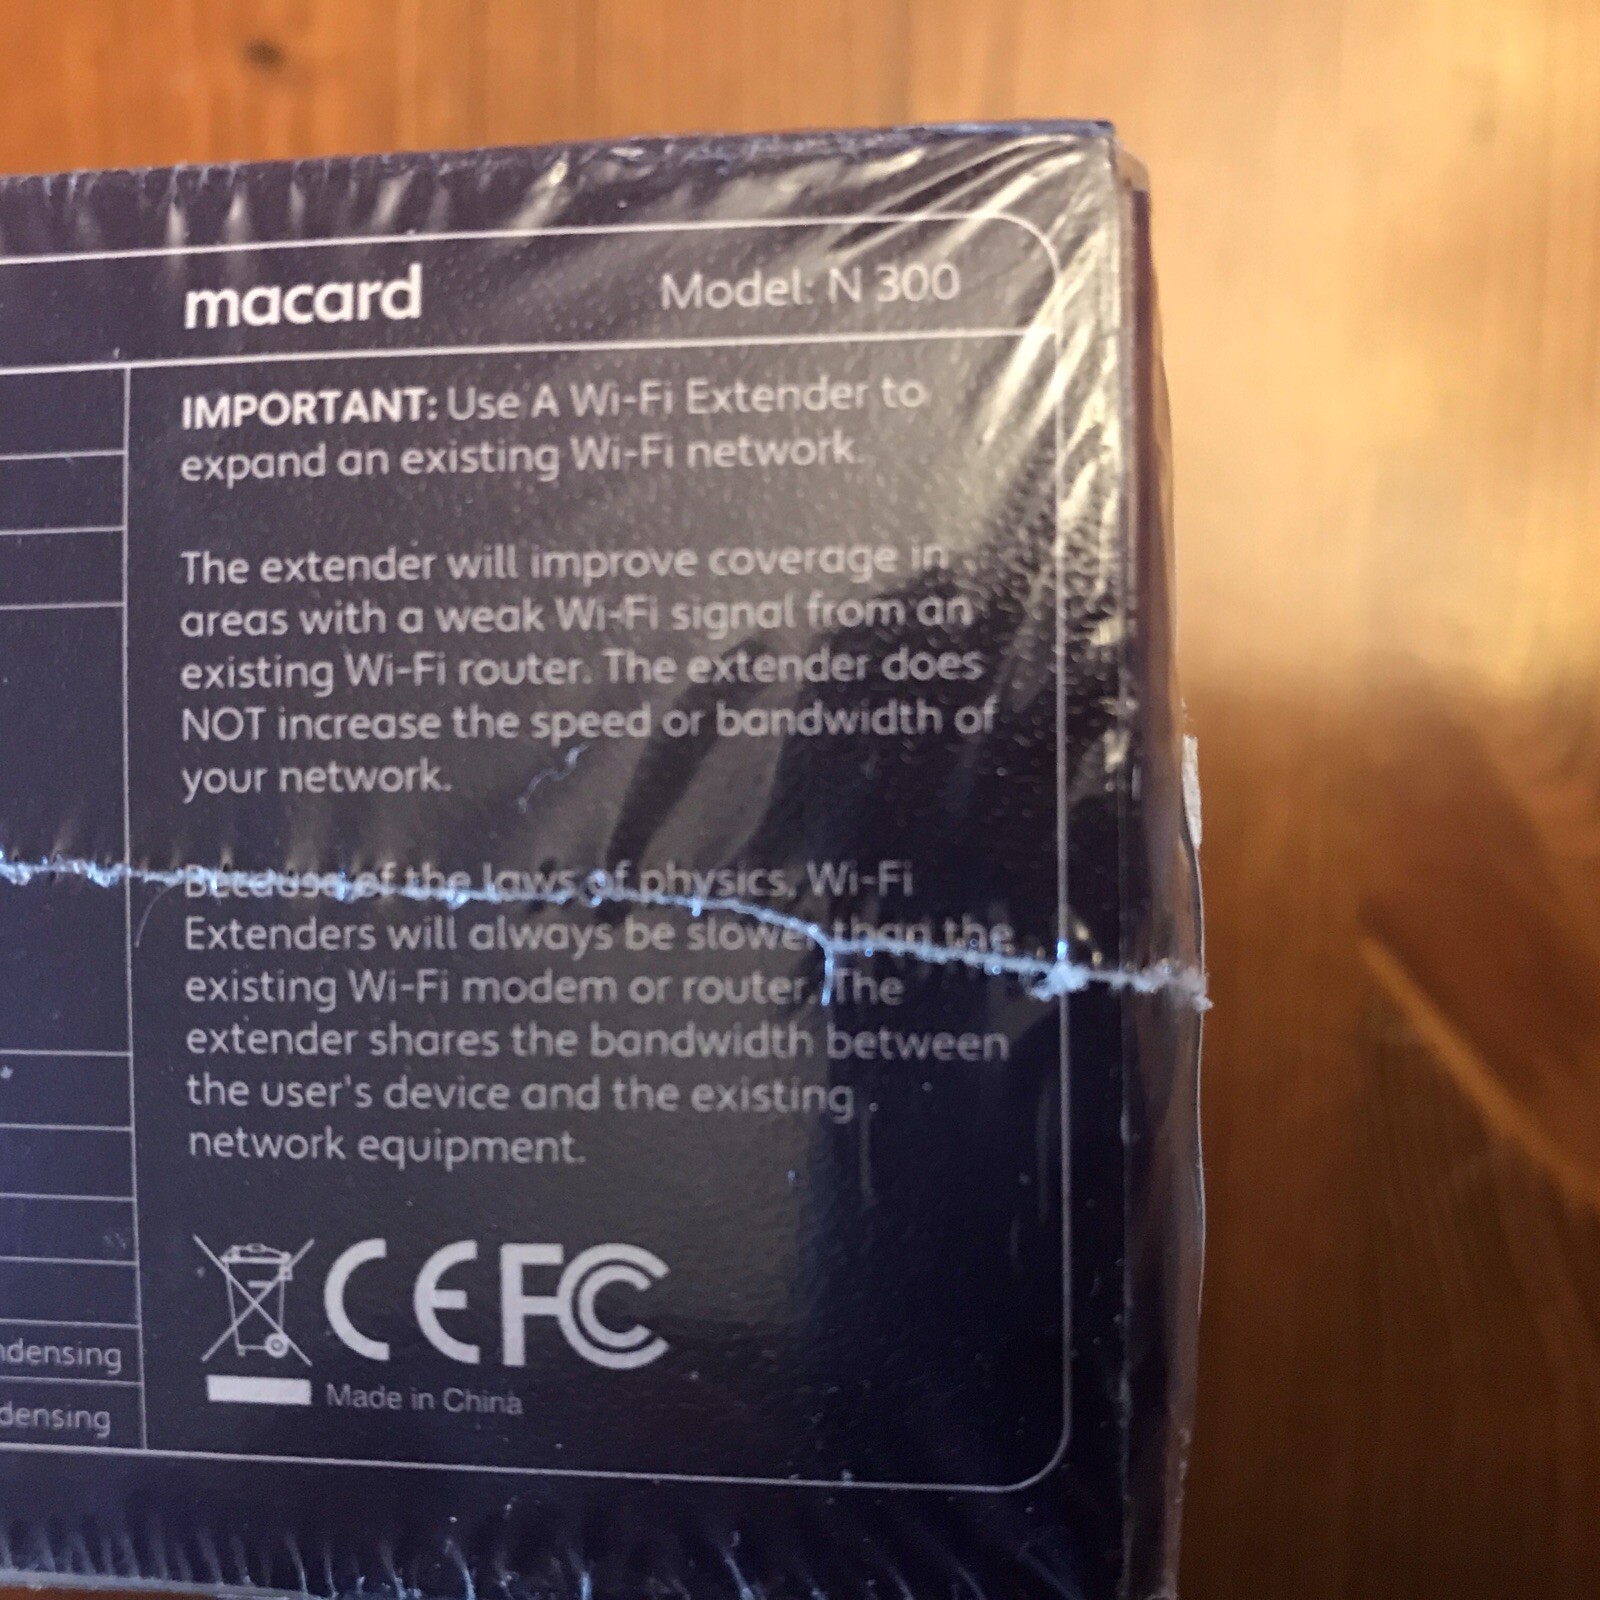 macard
Model: N 300
IMPORTANT: Use A Wi-Fi Extender to
expand an existing Wi-Fi network.
The extender will improve coverage in
areas with a weak Wi-Fi signal from an
existing Wi-Fi router. The extender does
NOT increase the speed or bandwidth of
your network.
Because of the laws of physics, Wi-Fi
Extenders will always be slower than the
existing Wi-Fi modem or router. The
extender shares the bandwidth between
the user's device and the existing
network equipment.
CE FC
Made in China
ndensing
densing